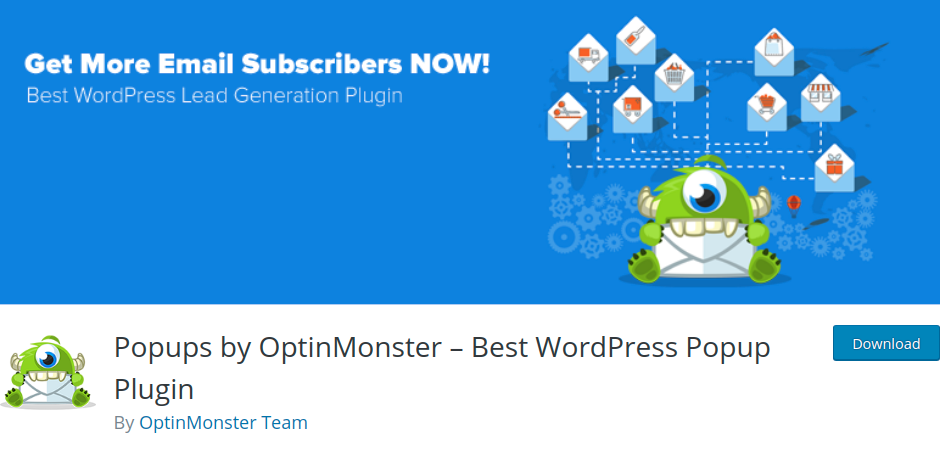 Get More Email Subscribers NOW!
Best WordPress Lead Generation Plugin
Popups by OptinMonster – Best WordPress Popup
Plugin
Download
By OptinMonster Team